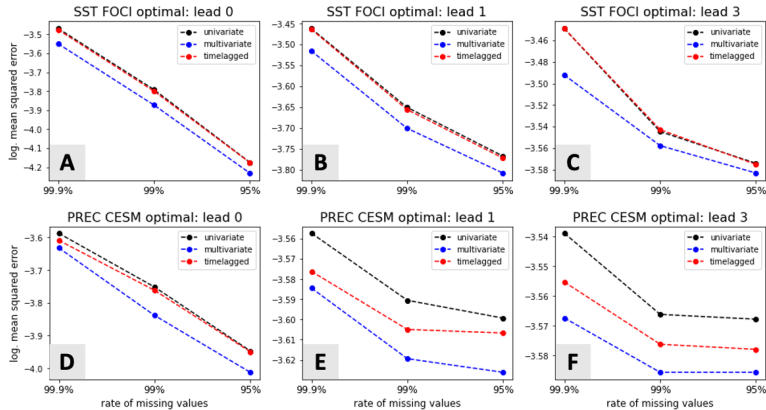 SST FOCI optimal: lead 0
log. mean squared error
−3.5
−3.6
−3.7
−3.8
−3.9
−4.0
−4.1
−4.2
univariate
multivariate
timelagged
A
99.9% 99% 95%
SST FOCI optimal: lead 1
−3.45
−3.50
−3.55
−3.60
−3.65
−3.70
−3.75
−3.80
univariate
multivariate
timelagged
B
99.9% 99% 95%
SST FOCI optimal: lead 3
−3.46
−3.48
−3.50
−3.52
−3.54
−3.56
−3.58
univariate
multivariate
timelagged
C
99.9% 99% 95%
PREC CESM optimal: lead 0
log. mean squared error
−3.6
−3.7
−3.8
−3.9
−4.0
univariate
multivariate
timelagged
D
99.9% 99% 95%
rate of missing values
PREC CESM optimal: lead 1
−3.56
−3.57
−3.58
−3.59
−3.60
−3.61
−3.62
univariate
multivariate
timelagged
E
99.9% 99% 95%
rate of missing values
PREC CESM optimal: lead 3
−3.54
−3.55
−3.56
−3.57
−3.58
univariate
multivariate
timelagged
F
99.9% 99% 95%
rate of missing values